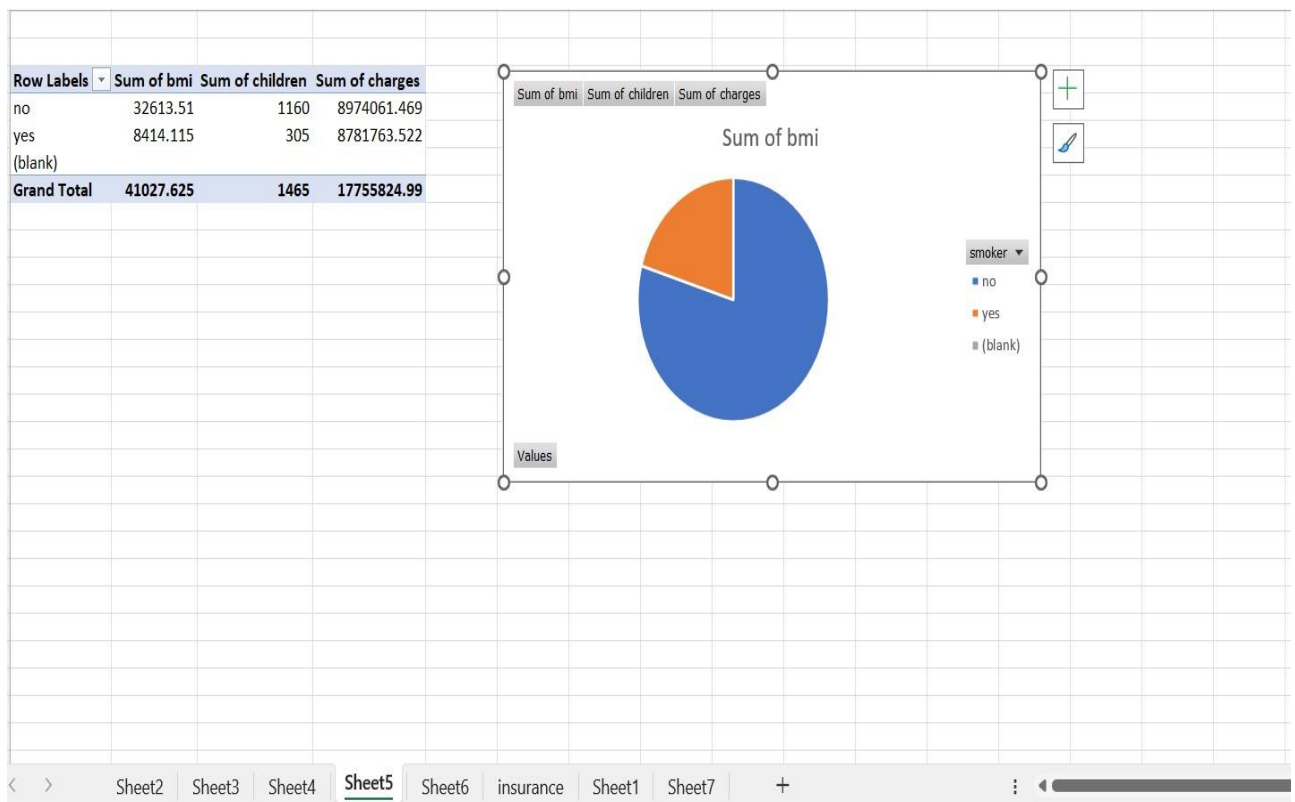 Row Labels Sum of bmi Sum of children Sum of charges
no 32613.51 1160 8974061.469
yes 8414.115 305 8781763.522
(blank)
Grand Total 41027.625 1465 17755824.99
Sum of bmi Sum of children Sum of charges
Sum of bmi
smoker
no
yes
(blank)
Values
Sheet2 Sheet3 Sheet4 Sheet5 Sheet6 insurance Sheet1 Sheet7